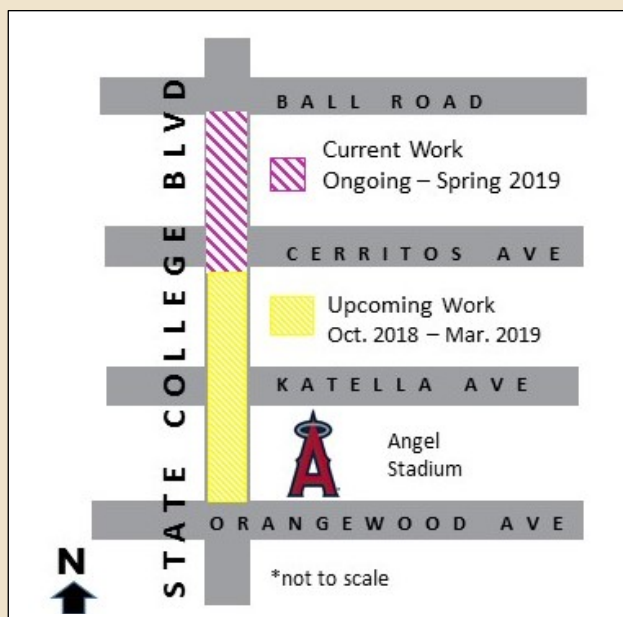 STATE COLLEGE BLVD
BALL ROAD
Current Work
Ongoing – Spring 2019
CERRITOS AVE
Upcoming Work
Oct. 2018 – Mar. 2019
KATELLA AVE
A
Angel
Stadium
ORANGEWOOD AVE
N
*not to scale